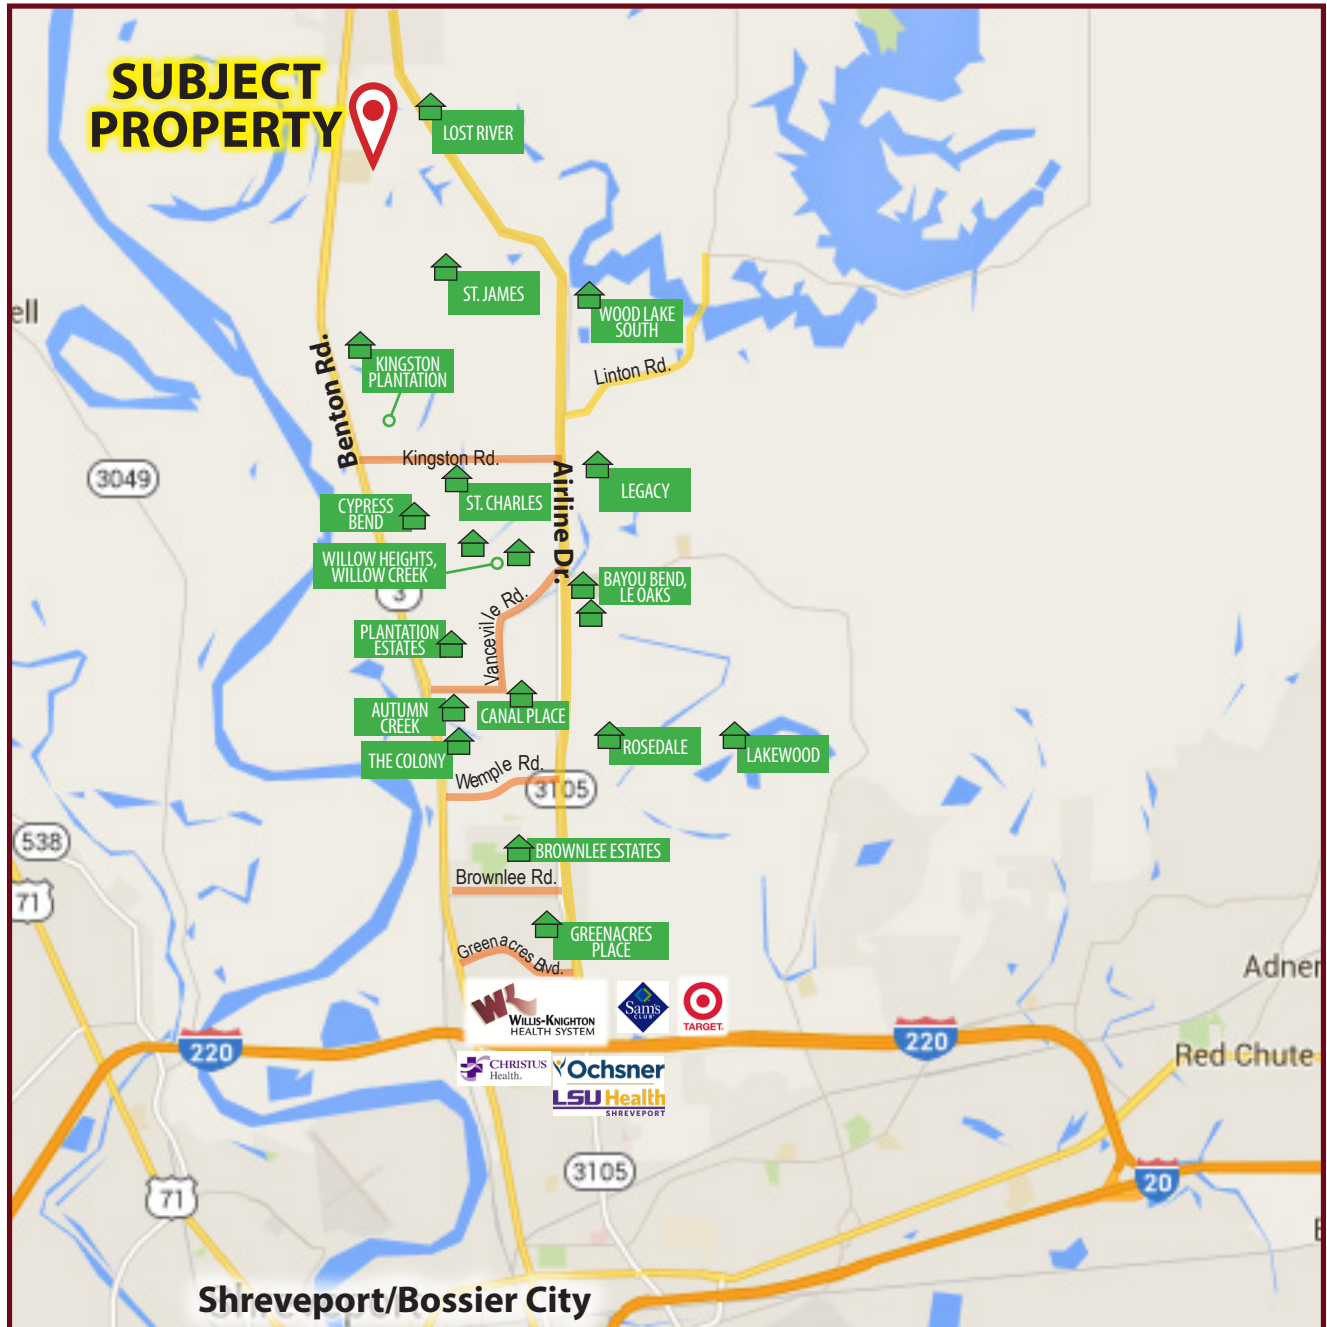 SUBJECT
PROPERTY
LOST RIVER
ST. JAMES
WOOD LAKE
SOUTH
ell
Benton Rd.
KINGSTON
PLANTATION
Linton Rd.
Kingston Rd.
3049
ST. CHARLES
Airline Dr.
LEGACY
CYPRESS
BEND
WILLOW HEIGHTS,
WILLOW CREEK
3
BAYOU BEND,
LE OAKS
Vanceville Rd.
PLANTATION
ESTATES
AUTUMN
CREEK
CANAL PLACE
THE COLONY
ROSEDALE
LAKEWOOD
Wemple Rd.
3105
538
71
BROWNLEE ESTATES
Brownlee Rd.
GREENACRES
PLACE
Greenacres Blvd.
Adner
WILLIS-KNIGHTON
HEALTH SYSTEM
Sam's
CLUB
TARGET
220
220
Red Chute
CHRISTUS
Health
Ochsner
LSU Health
SHREVEPORT
3105
71
20
Shreveport/Bossier City